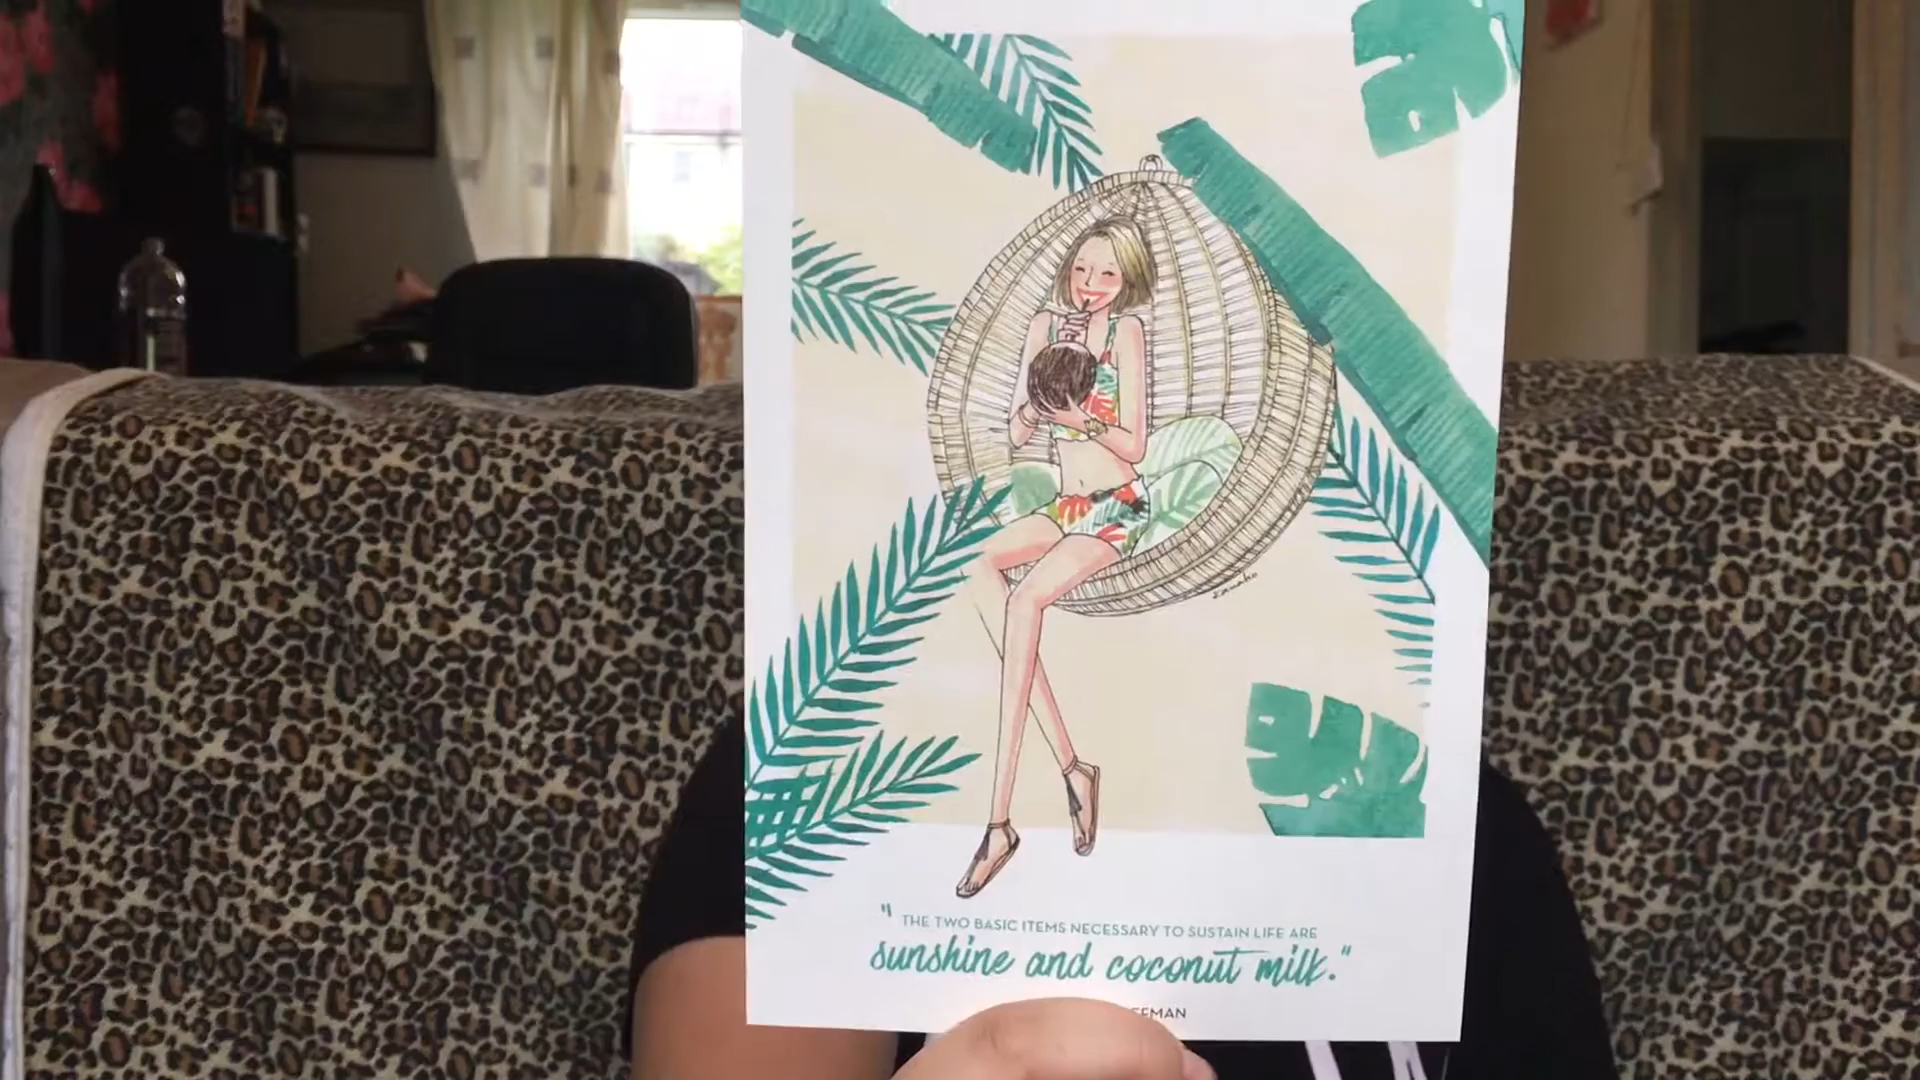 "THE TWO BASIC ITEMS NECESSARY TO SUSTAIN LIFE ARE
sunshine and coconut milk."